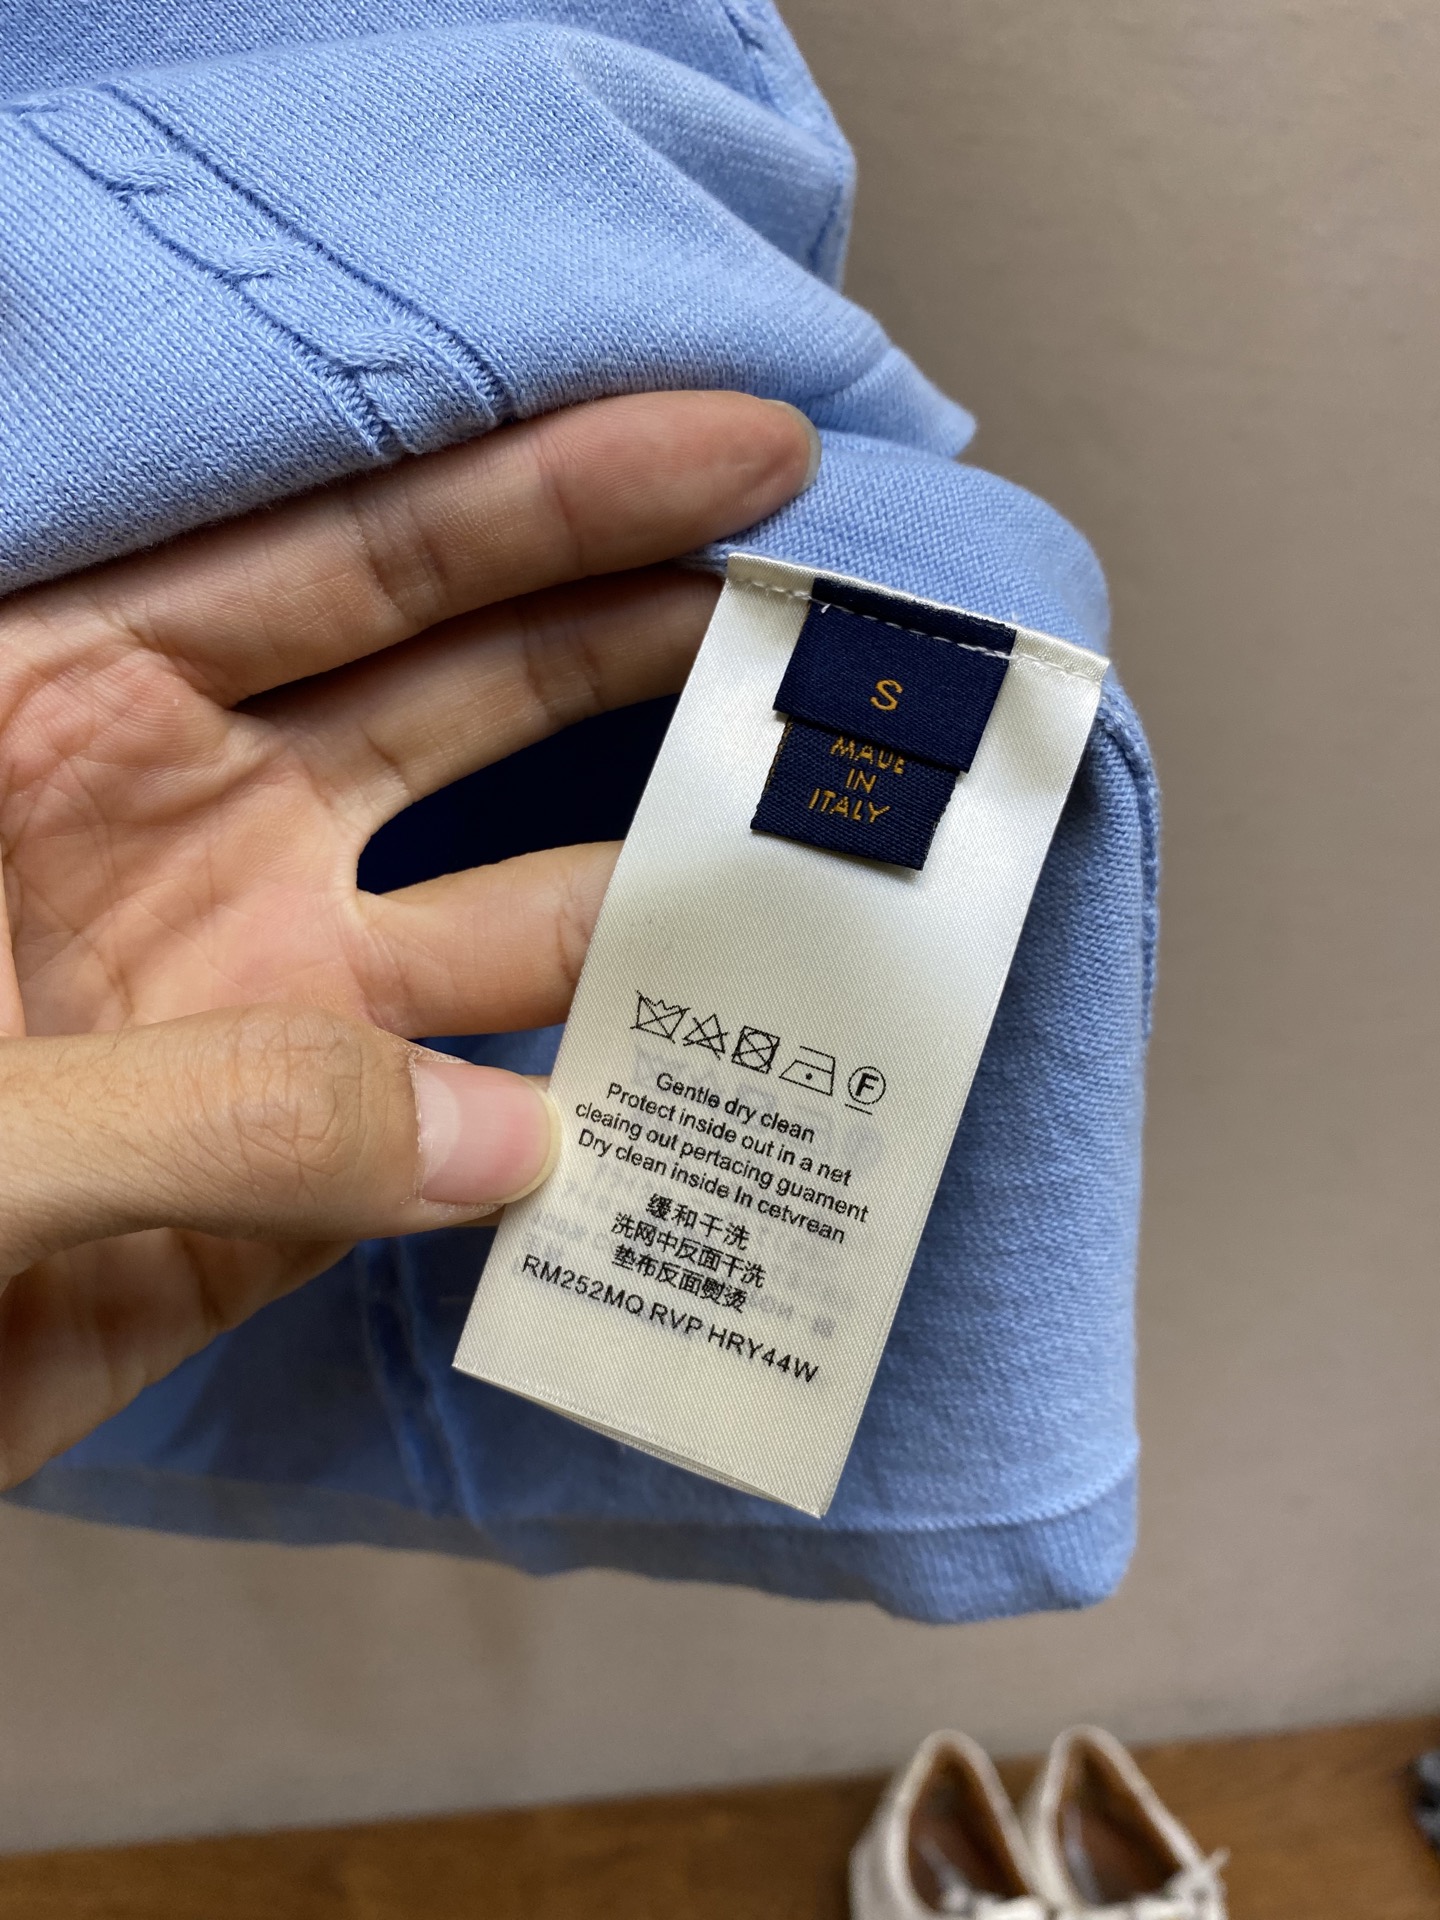 S
MADE
IN
ITALY
F
Gentle dry clean
Protect inside out in a net
cleaing out pertacing guament
Dry clean inside In cetvrean
缓和干洗
洗网中反面干洗
垫布反面熨烫
RM252MQ RVP HRY44W